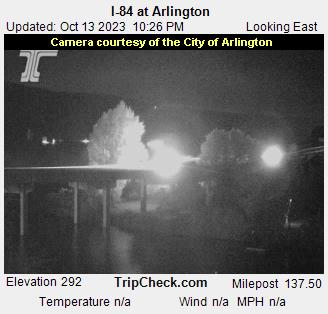 I-84 at Arlington
Updated: Oct 13 2023 10:26 PM Looking East
Camera courtesy of the City of Arlington
Elevation 292 TripCheck.com Milepost 137.50
Temperature n/a Wind n/a MPH n/a